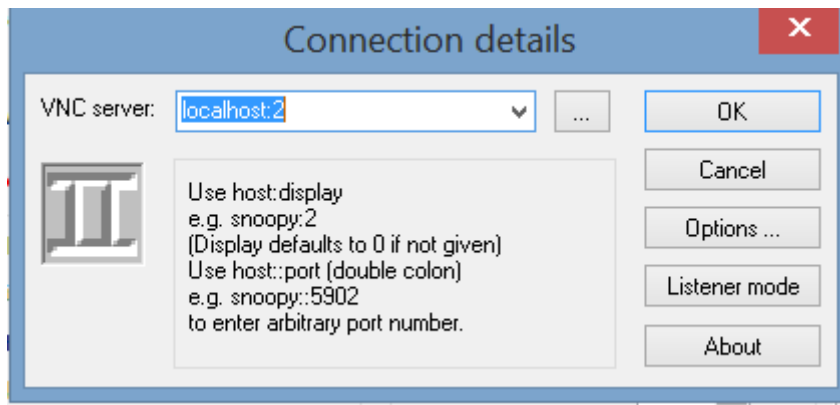 Connection details
VNC server:
localhost:2
...
OK
Use host:display
e.g. snoopy:2
(Display defaults to 0 if not given)
Use host::port (double colon)
e.g. snoopy::5902
to enter arbitrary port number.
Cancel
Options ...
Listener mode
About